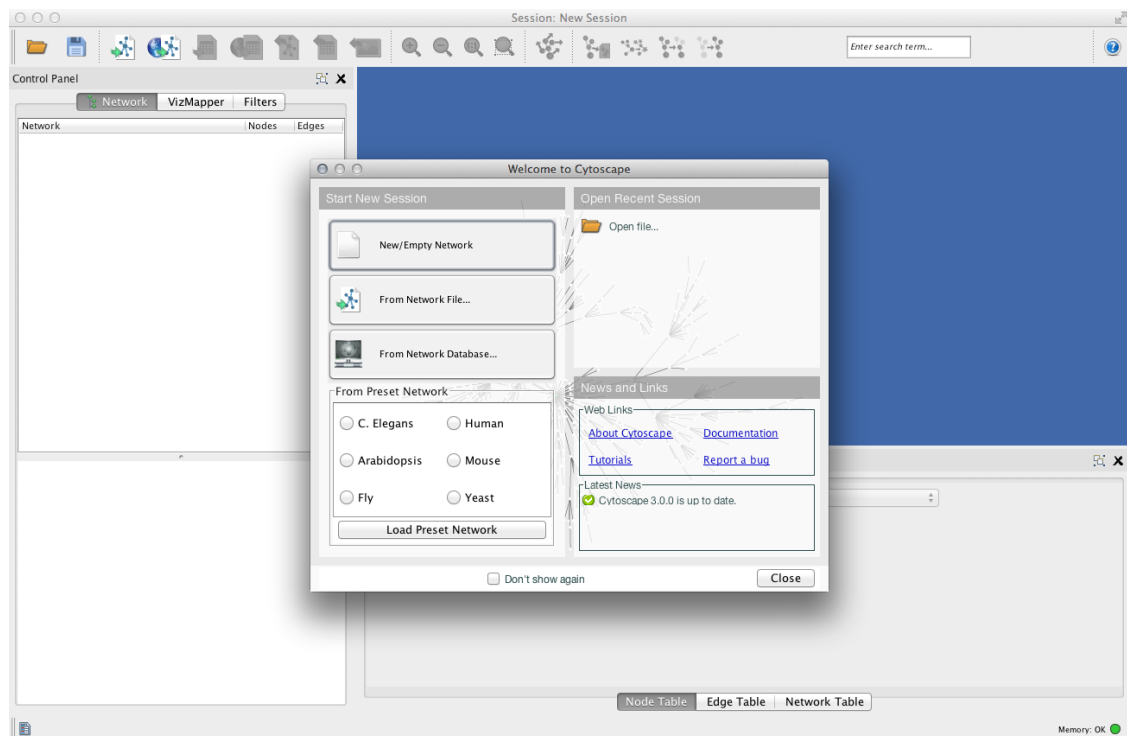 Session: New Session
Enter search term...
Control Panel
Network VizMapper Filters
Network Nodes Edges
Welcome to Cytoscape
Start New Session
Open Recent Session
New/Empty Network
Open file...
From Network File...
From Network Database...
From Preset Network
C. Elegans Human
Arabidopsis Mouse
Fly Yeast
Load Preset Network
News and Links
Web Links
About Cytoscape Documentation
Tutorials Report a bug
Latest News
Cytoscape 3.0.0 is up to date.
Don't show again
Close
Node Table Edge Table Network Table
Memory: OK